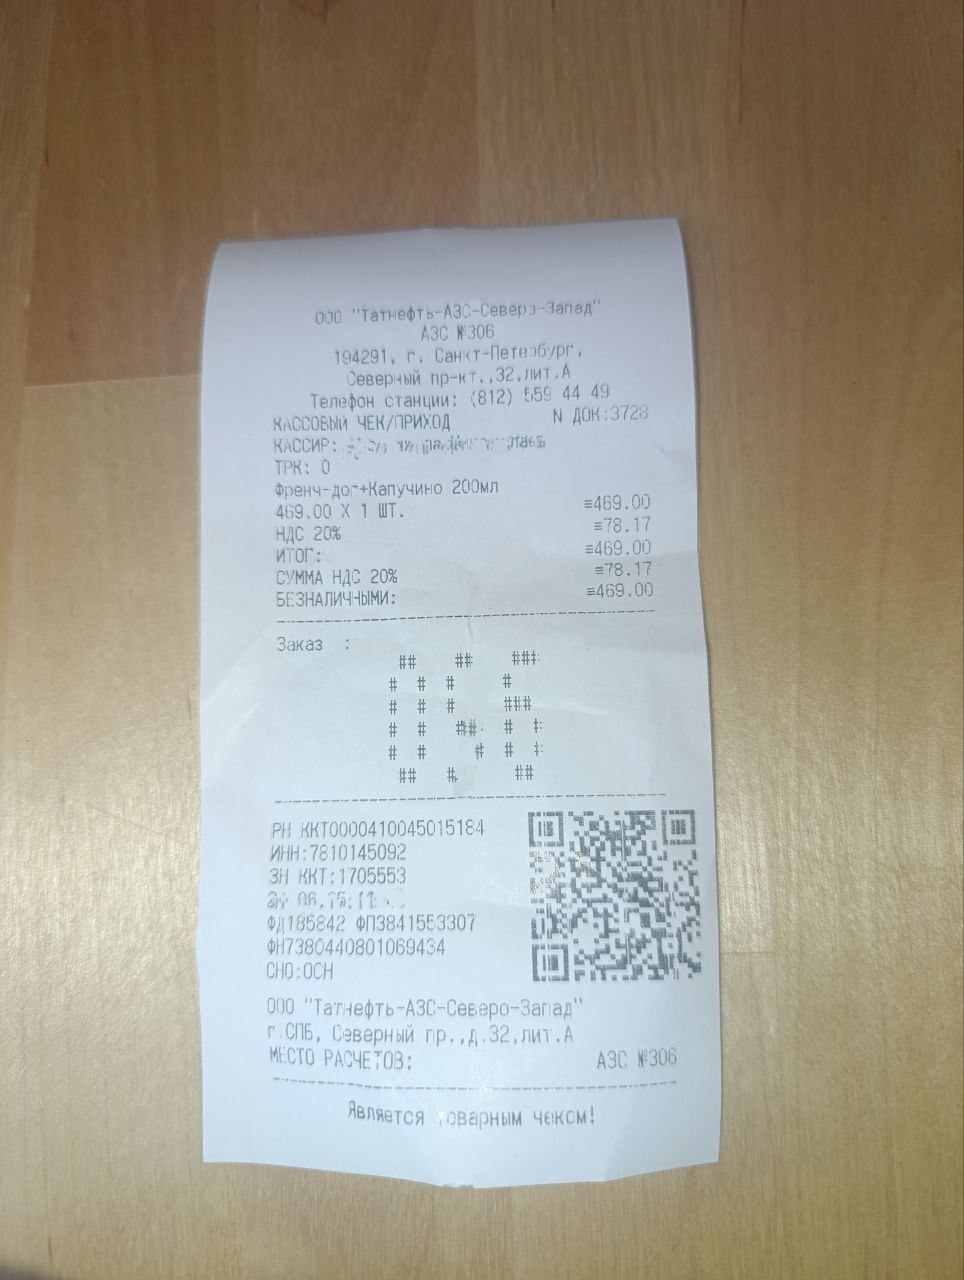 ООО "Татнефть-АЗС-Северо-Запад"
АЗС №306
194291, г. Санкт-Петербург,
Северный пр-кт.,32,лит.А
Телефон станции: (812) 559 44 49
КАССОВЫЙ ЧЕК/ПРИХОД N ДОК:3728
КАССИР:
ТРК: 0
Френч-дог+Капучино 200мл
469.00 X 1 ШТ. ≡469.00
НДС 20% ≡78.17
ИТОГ: ≡469.00
СУММА НДС 20% ≡78.17
БЕЗНАЛИЧНЫМИ: ≡469.00
Заказ :
056
РН ККТ0000410045015184
ИНН:7810145092
ЗН ККТ:1705553
ФД185842 ФП3841553307
ФН7380440801069434
СНО:ОСН
ООО "Татнефть-АЗС-Северо-Запад"
г.СПБ, Северный пр.,д.32,лит.А
МЕСТО РАСЧЕТОВ: АЗС №306
Является товарным чеком!